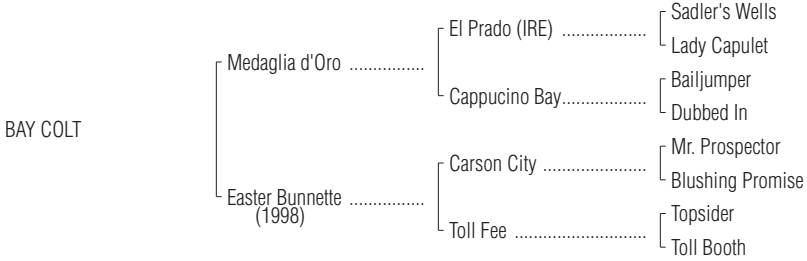 Sadler's Wells
El Prado (IRE) ..................
Lady Capulet
Medaglia d'Oro ................
Bailjumper
Cappucino Bay..................
Dubbed In
BAY COLT
Mr. Prospector
Carson City ......................
Blushing Promise
Easter Bunnette ................
(1998)
Topsider
Toll Fee ............................
Toll Booth